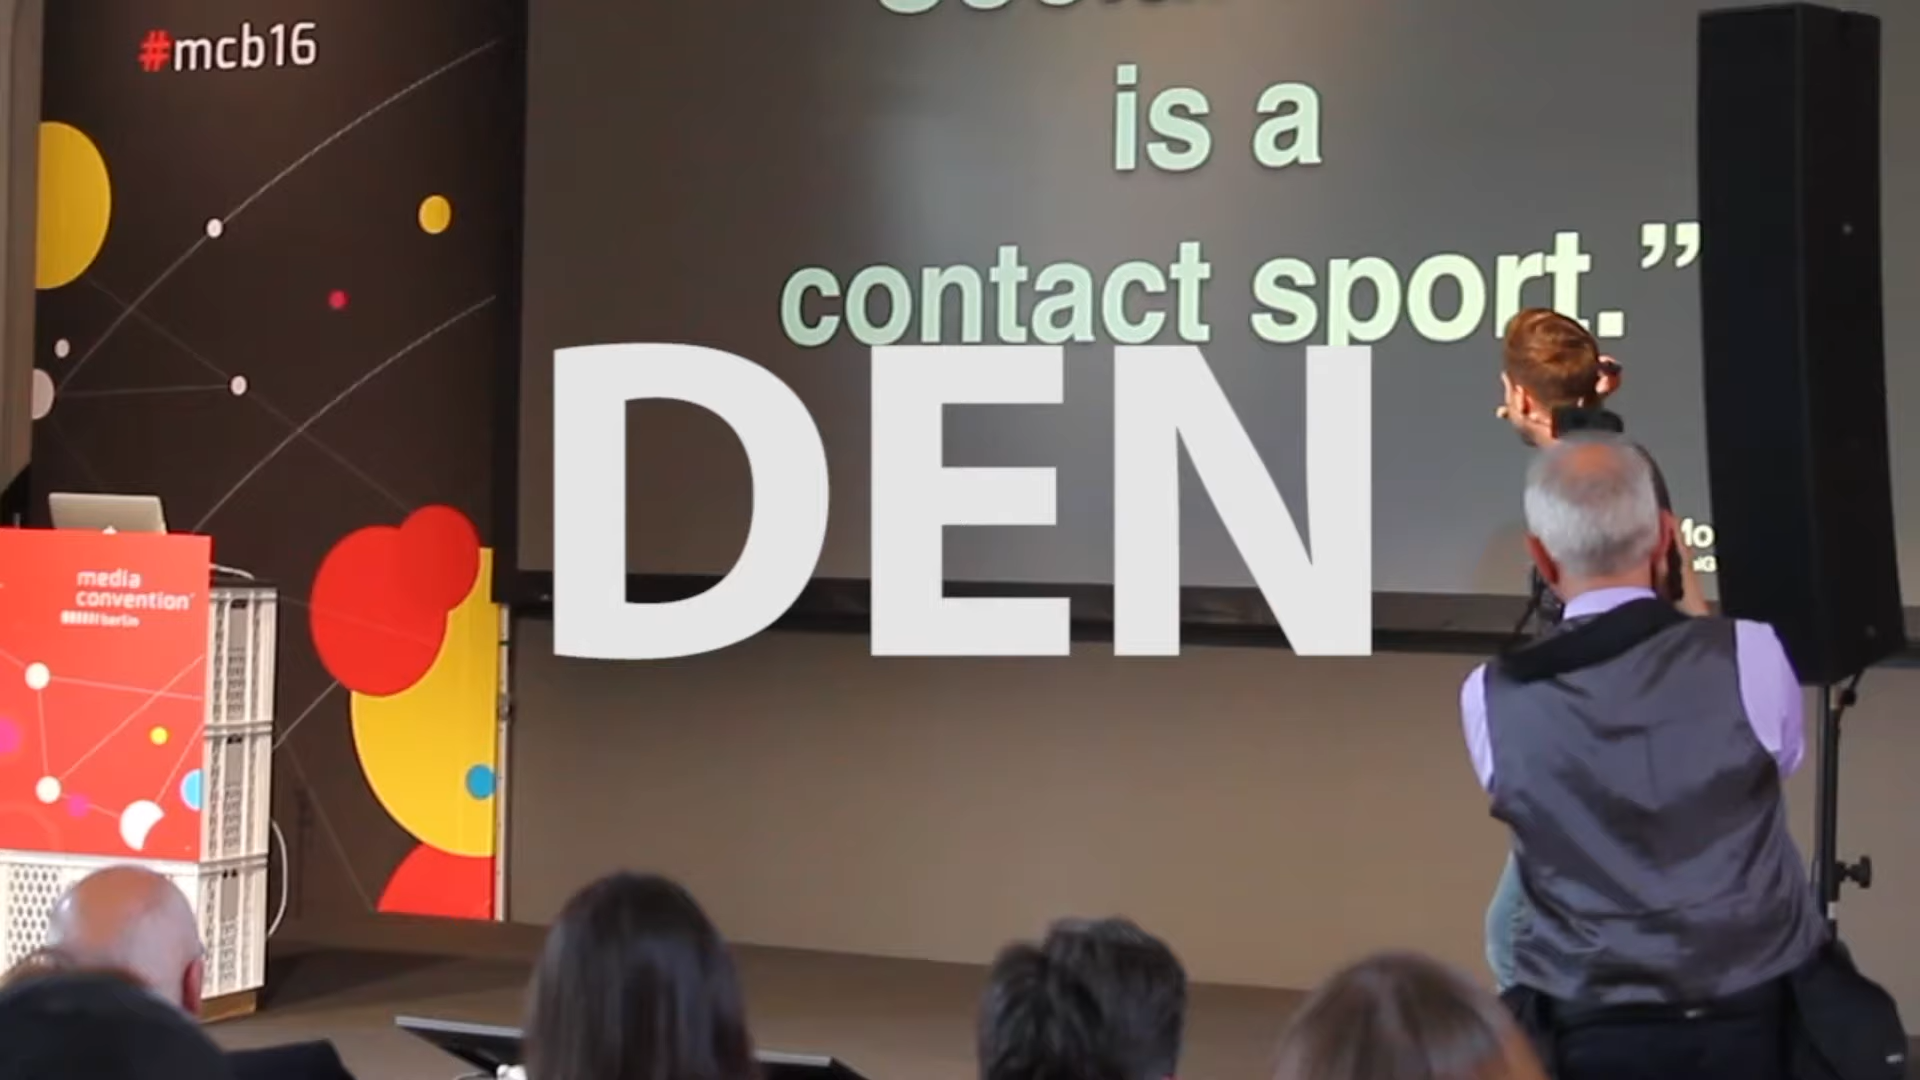 #mcb16
is a
contact sport.”
DEN
media
convention
berlin